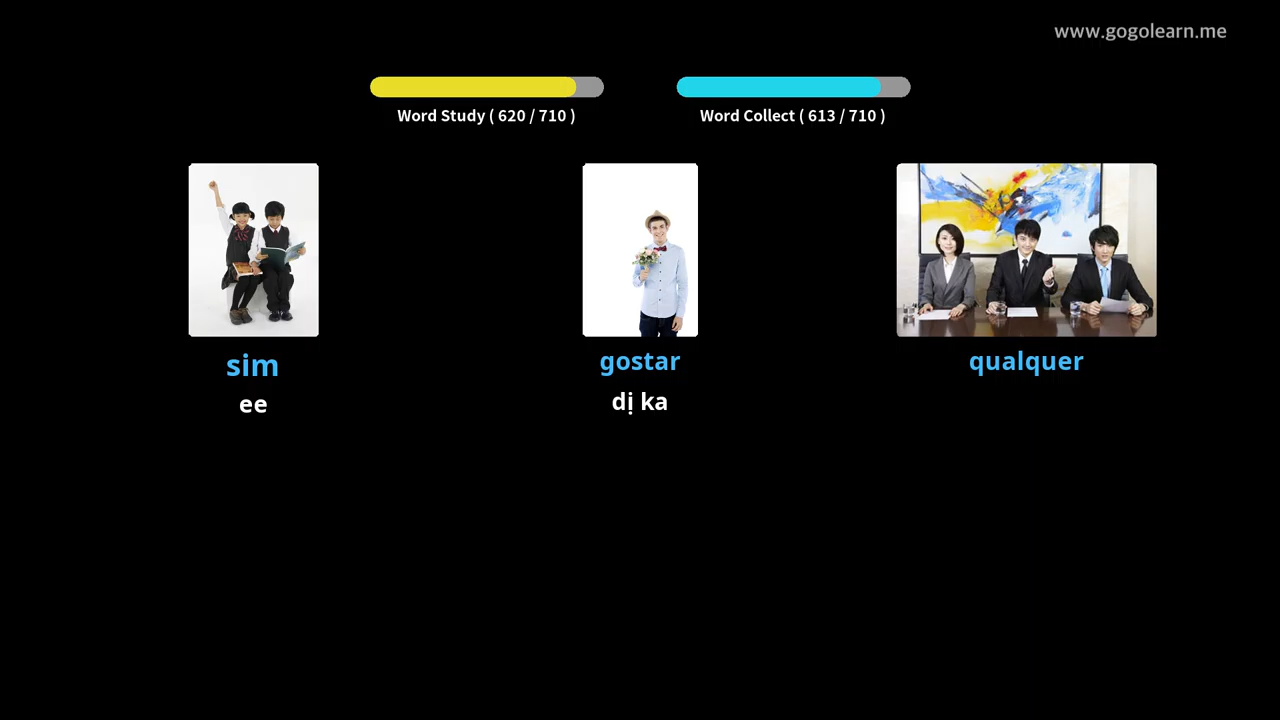 www.gogolearn.me
Word Study ( 620 / 710 )
Word Collect ( 613 / 710 )
sim
ee
gostar
dị ka
qualquer